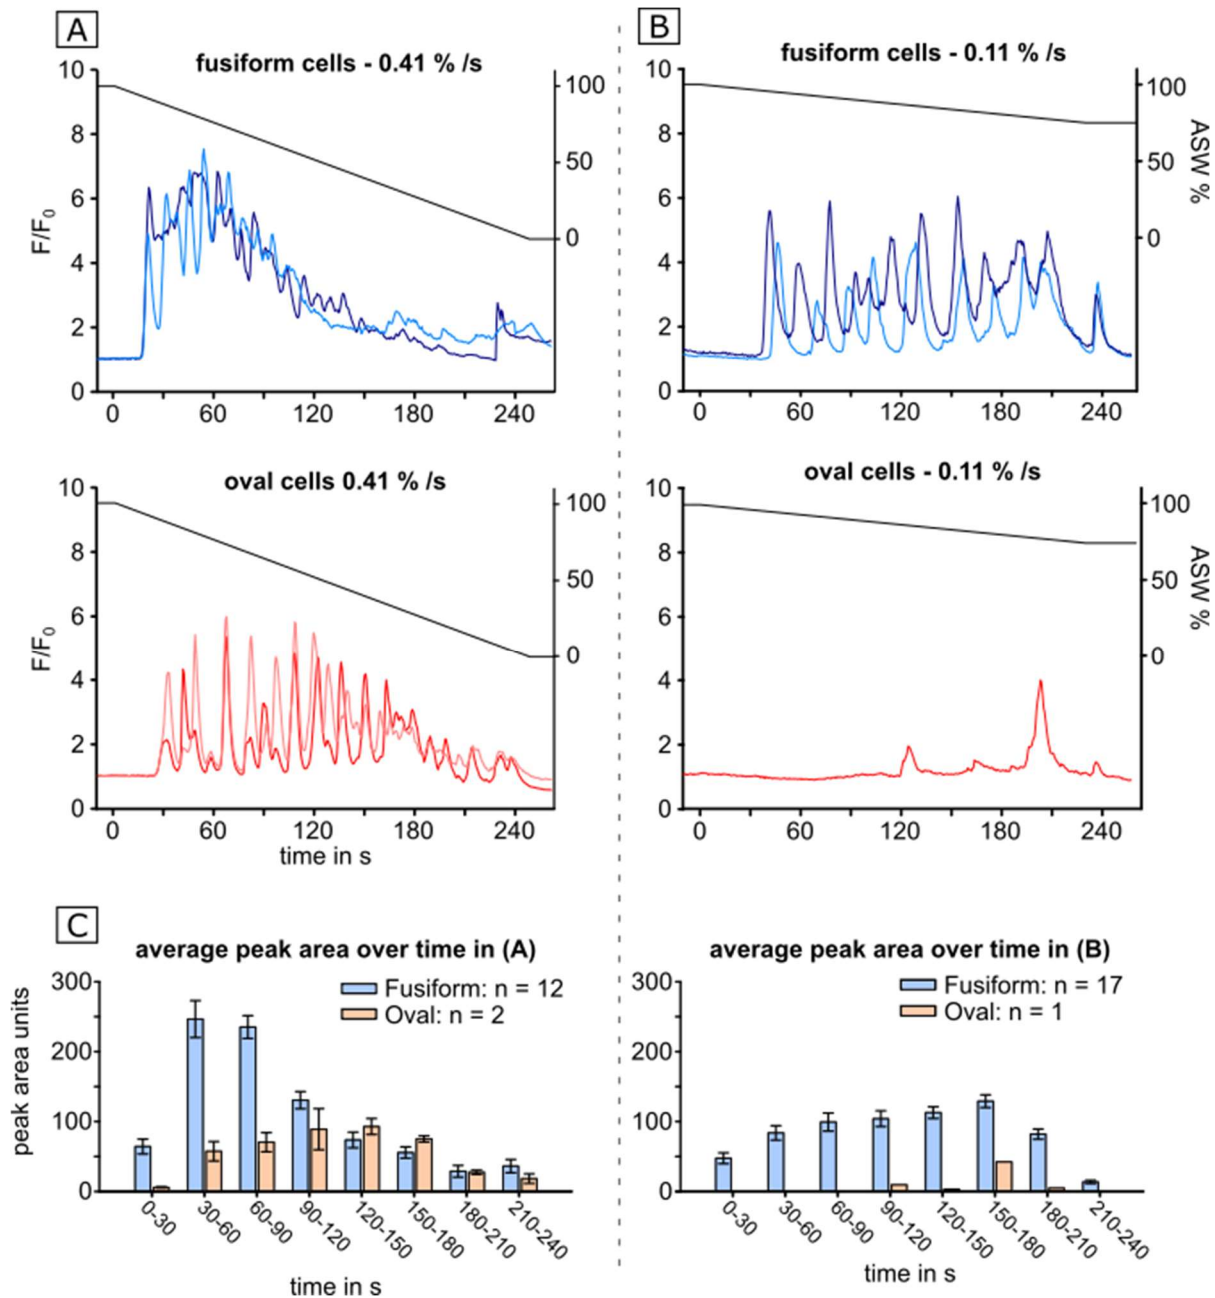 A
fusiform cells - 0.41 % /s
10
8
6
4
2
0
F/F0
100
50
0
0 60 120 180 240
B
fusiform cells - 0.11 % /s
10
8
6
4
2
0
100
50
0
ASW %
0 60 120 180 240
oval cells 0.41 % /s
10
8
6
4
2
0
F/F0
100
50
0
0 60 120 180 240
time in s
oval cells - 0.11 % /s
10
8
6
4
2
0
100
50
0
ASW %
0 60 120 180 240
C
average peak area over time in (A)
300
200
100
0
peak area units
Fusiform: n = 12
Oval: n = 2
0-30 30-60 60-90 90-120 120-150 150-180 180-210 210-240
time in s
average peak area over time in (B)
300
200
100
0
Fusiform: n = 17
Oval: n = 1
0-30 30-60 60-90 90-120 120-150 150-180 180-210 210-240
time in s